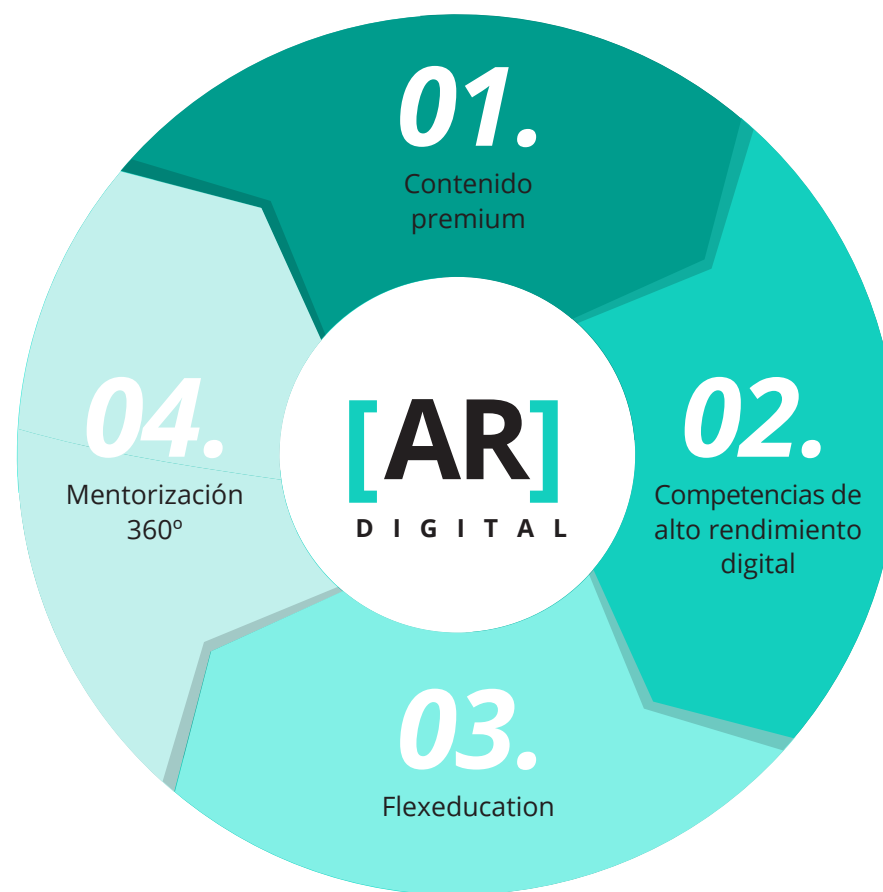 01.
Contenido
premium
02.
Competencias de
alto rendimiento
digital
03.
Flexeducation
04.
Mentorización
360º
[AR]
DIGITAL